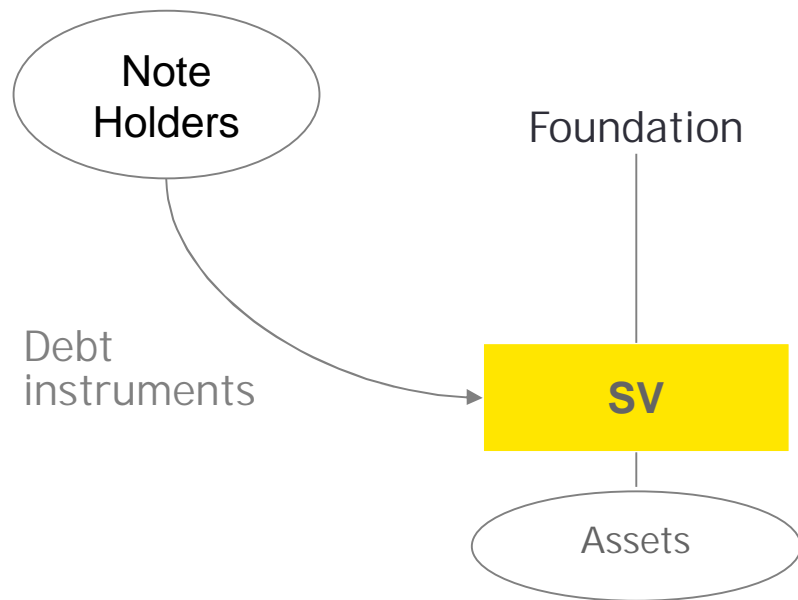 Note
Holders
Foundation
Debt
instruments
SV
Assets